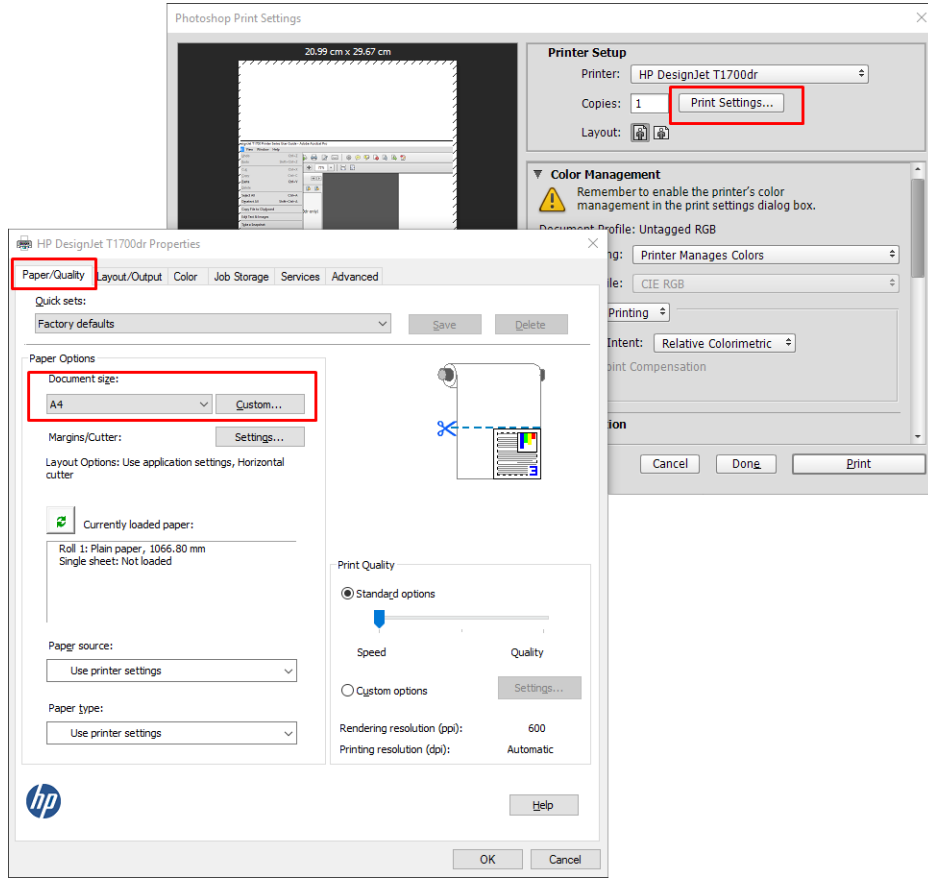 Photoshop Print Settings
20.99 cm x 29.67 cm
Printer Setup
Printer: HP DesignJet T1700dr
Copies: 1 Print Settings...
Layout:
Color Management
Remember to enable the printer's color
management in the print settings dialog box.
Document Profile: Untagged RGB
ng: Printer Manages Colors
ile: CIE RGB
Printing
Intent: Relative Colorimetric
oint Compensation
ion
Cancel Done Print
HP DesignJet T1700dr Properties
Paper/Quality Layout/Output Color Job Storage Services Advanced
Quick sets:
Factory defaults Save Delete
Paper Options
Document size:
A4 Custom...
Margins/Cutter: Settings...
Layout Options: Use application settings, Horizontal
cutter
Currently loaded paper:
Roll 1: Plain paper, 1066.80 mm
Single sheet: Not loaded
Paper source:
Use printer settings
Paper type:
Use printer settings
3
Print Quality
Standard options
Speed Quality
Custom options Settings...
Rendering resolution (ppi): 600
Printing resolution (dpi): Automatic
hp
Help
OK Cancel